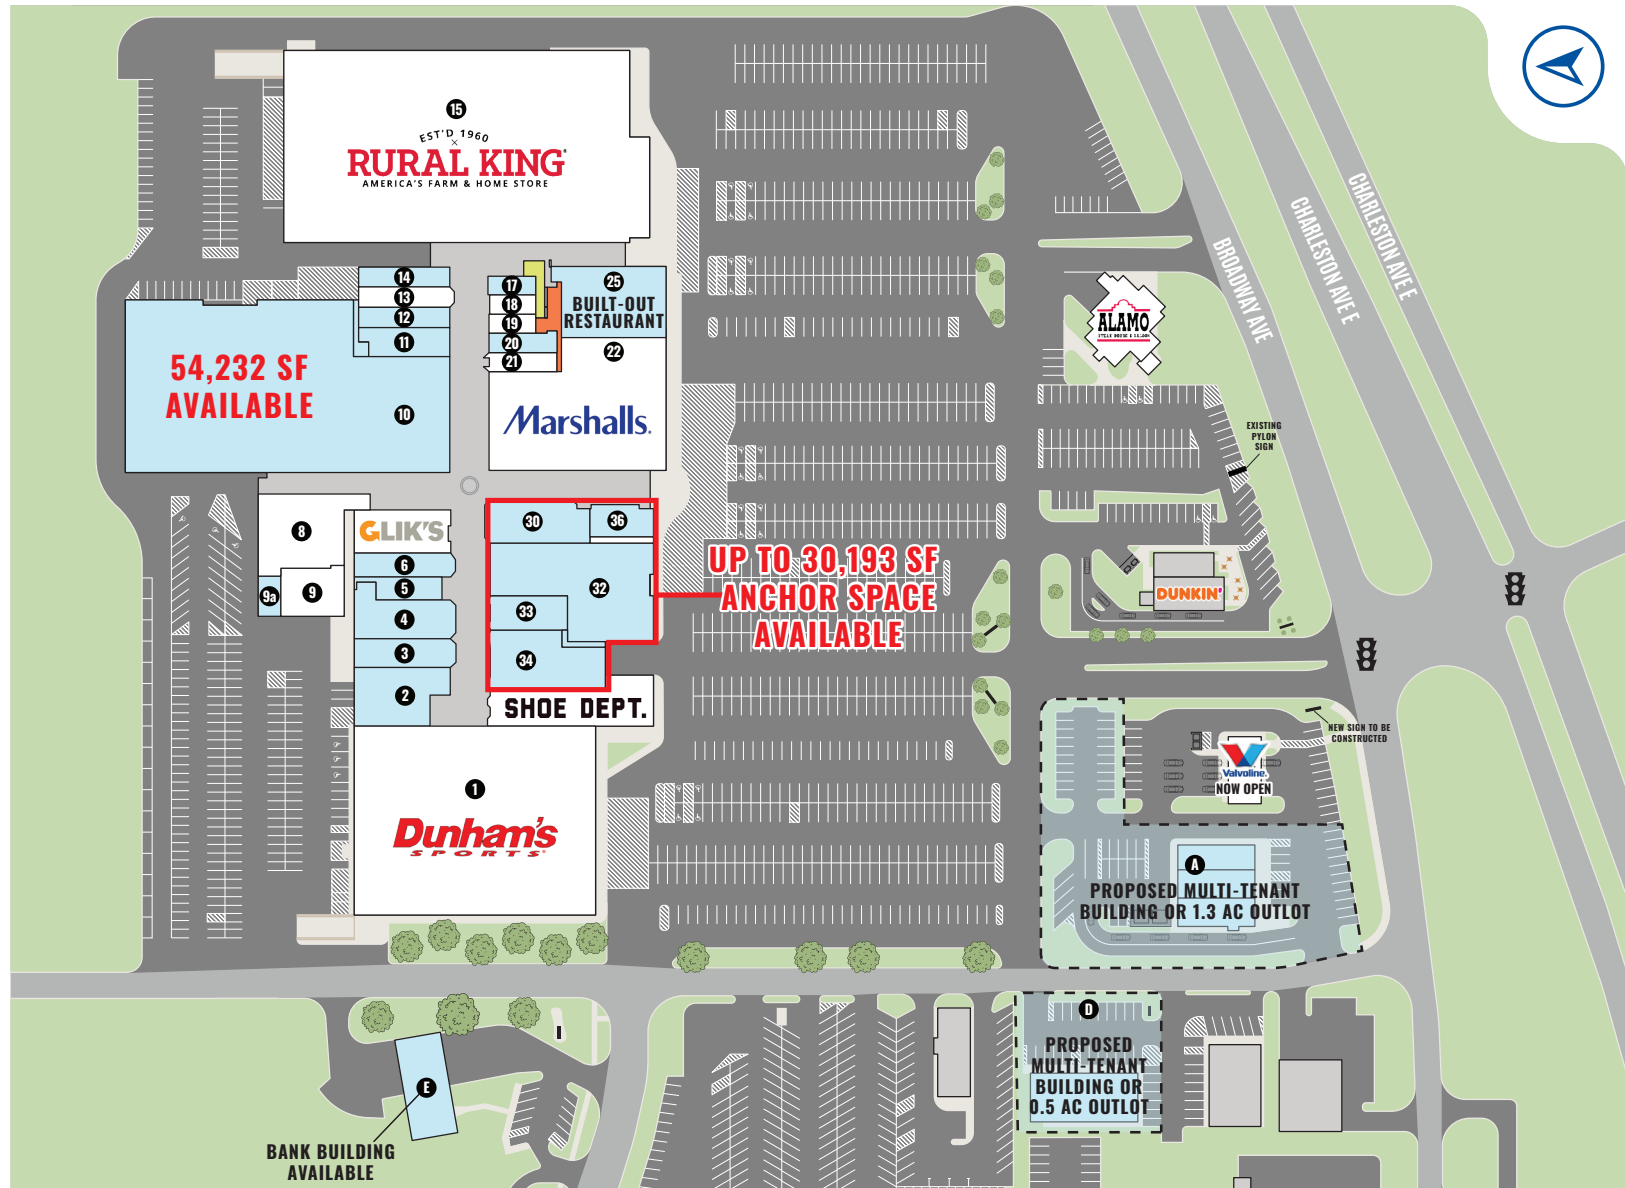 15
EST'D 1960
RURAL KING
AMERICA'S FARM & HOME STORE
14
13
12
11
54,232 SF
AVAILABLE
10
17
18
19
20
21
25
BUILT-OUT
RESTAURANT
22
Marshalls.
8
9a
9
GLIK'S
6
5
4
3
2
30
36
32
33
34
UP TO 30,193 SF
ANCHOR SPACE
AVAILABLE
SHOE DEPT.
1
DUNHAM'S
SPORTS
BROADWAY AVE
CHARLESTON AVE E
CHARLESTON AVE E
ALAMO
STEAK HOUSE & SALOON
EXISTING
PYLON
SIGN
DUNKIN'
NEW SIGN TO BE
CONSTRUCTED
Valvoline
NOW OPEN
A
PROPOSED MULTI-TENANT
BUILDING OR 1.3 AC OUTLOT
D
PROPOSED
MULTI-TENANT
BUILDING OR
0.5 AC OUTLOT
E
BANK BUILDING
AVAILABLE